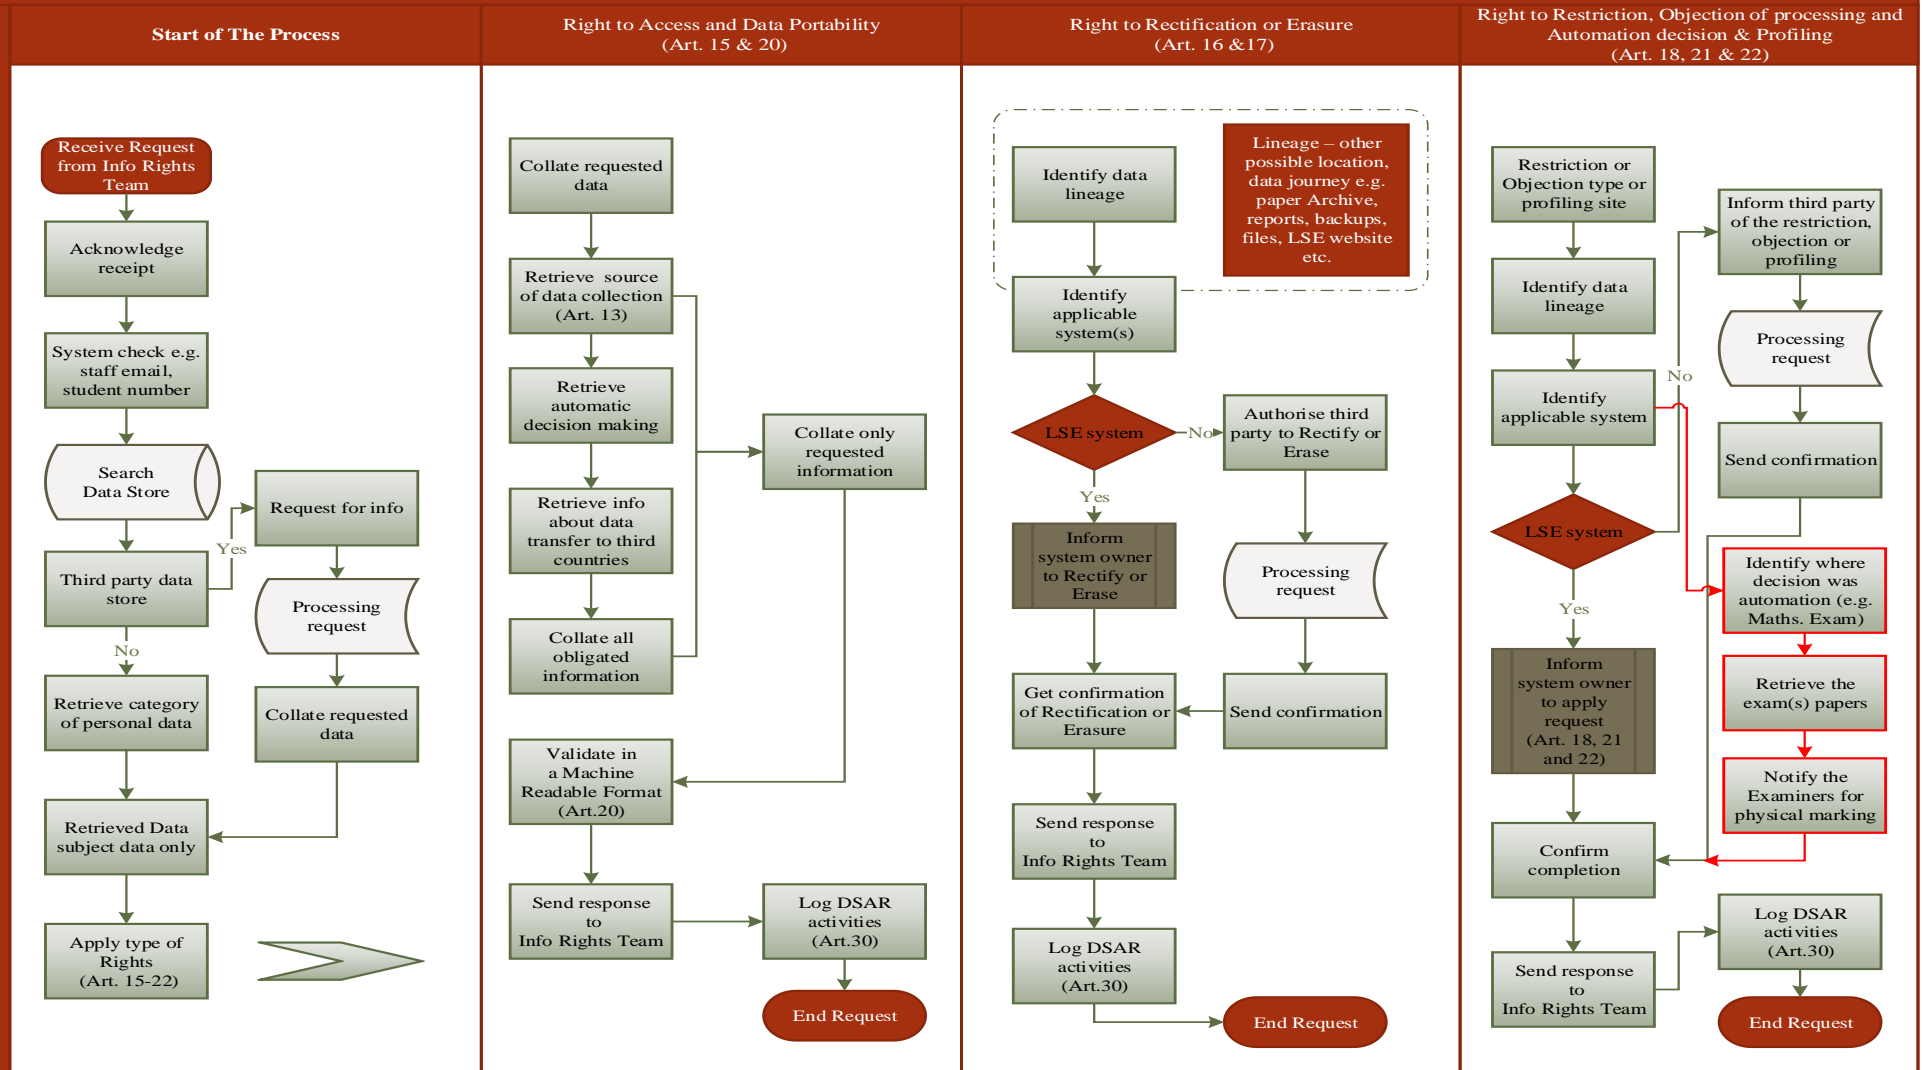 Start of The Process
Receive Request
from Info Rights
Team
Acknowledge
receipt
System check e.g.
staff email,
student number
Search
Data Store
Third party data
store
Yes
No
Request for info
Processing
request
Collate requested
data
Retrieve category
of personal data
Retrieved Data
subject data only
Apply type of
Rights
(Art. 15-22)
Right to Access and Data Portability
(Art. 15 & 20)
Collate requested
data
Retrieve  source
of data collection
(Art. 13)
Retrieve
automatic
decision making
Retrieve info
about data
transfer to third
countries
Collate all
obligated
information
Collate only
requested
information
Validate in
a Machine
Readable Format
(Art.20)
Send response
to
Info Rights Team
Log DSAR
activities
(Art.30)
End Request
Right to Rectification or Erasure
(Art. 16 &17)
Identify data
lineage
Lineage – other
possible location,
data journey e.g.
paper Archive,
reports, backups,
files, LSE website
etc.
Identify
applicable
system(s)
LSE system
No
Yes
Authorise third
party to Rectify or
Erase
Inform
system owner
to Rectify or
Erase
Processing
request
Get confirmation
of Rectification or
Erasure
Send confirmation
Send response
to
Info Rights Team
Log DSAR
activities
(Art.30)
End Request
Right to Restriction, Objection of processing and
Automation decision & Profiling
(Art. 18, 21 & 22)
Restriction or
Objection type or
profiling site
Identify data
lineage
Identify
applicable system
LSE system
No
Yes
Inform third party
of the restriction,
objection or
profiling
Processing
request
Send confirmation
Identify where
decision was
automation (e.g.
Maths. Exam)
Retrieve the
exam(s) papers
Notify the
Examiners for
physical marking
Inform
system owner
to apply
request
(Art. 18, 21
and 22)
Confirm
completion
Send response
to
Info Rights Team
Log DSAR
activities
(Art.30)
End Request